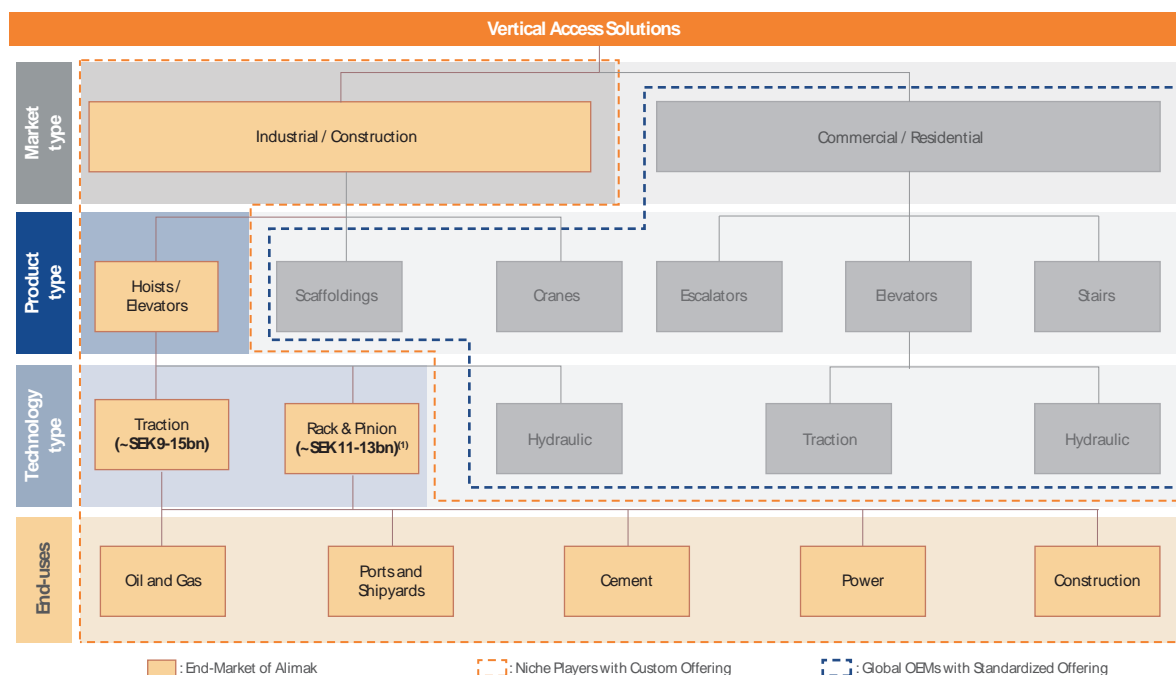 Vertical Access Solutions
Market
type
Industrial / Construction
Commercial / Residential
Product
type
Hoists /
Elevators
Scaffoldings
Cranes
Escalators
Elevators
Stairs
Technology
type
Traction
(~SEK9-15bn)
Rack & Pinion
(~SEK11-13bn)(1)
Hydraulic
Traction
Hydraulic
End-uses
Oil and Gas
Ports and
Shipyards
Cement
Power
Construction
: End-Market of Alimak
: Niche Players with Custom Offering
: Global OEMs with Standardized Offering